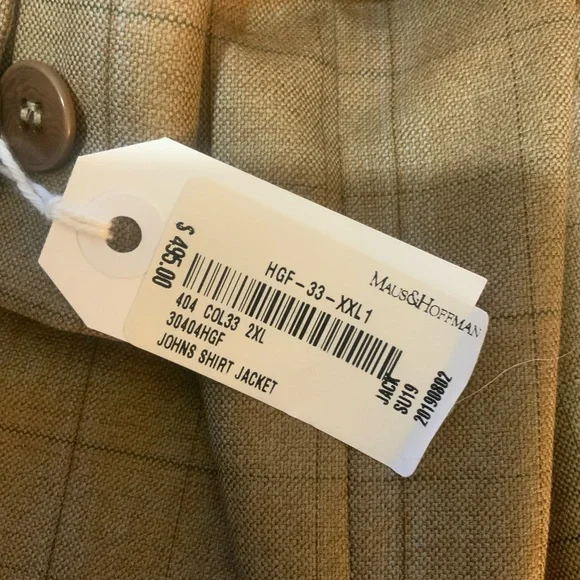 MAUS&HOFFMAN
HGF-33-XXL1
$ 495.00
404 COL33 2XL
30404HGF
JOHNS SHIRT JACKET
JACK
SU19
20190802